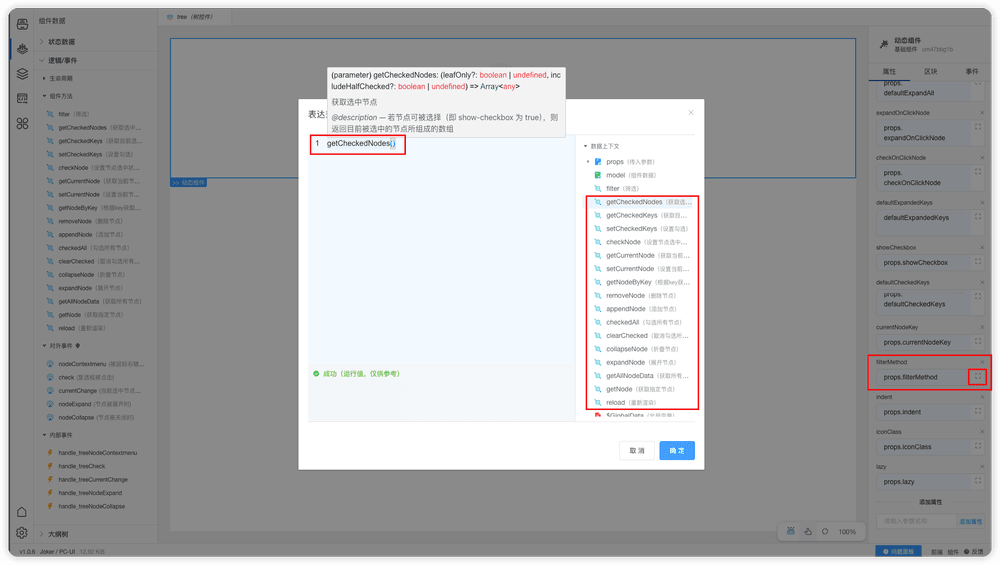 组件数据
状态数据
逻辑/事件
生命周期
组件方法
filter（筛选）
getCheckedNodes（获取选中...
getCheckedKeys（获取目前选...
setCheckedKeys（设置勾选）
checkNode（设置节点选中状...
getCurrentNode（获取当前节...
setCurrentNode（设置当前节...
getNodeByKey（根据key获取...
removeNode（删除节点）
appendNode（添加节点）
checkedAll（勾选所有节点）
clearChecked（取消勾选所有...
collapseNode（折叠节点）
expandNode（展开节点）
getAllNodeData（获取所有节点）
getNode（获取指定节点）
reload（重新渲染）
对外事件
nodeContextmenu（
check（复选框被点击）
currentChange（当前选中节点...
nodeExpand（节点被展开时）
nodeCollapse（节点被关闭时）
内部事件
handle_treeNodeContextmenu
handle_treeCheck
handle_treeCurrentChange
handle_treeNodeExpand
handle_treeNodeCollapse
大纲树
v1.0.6 Joker / PC-UI 12.92 KB
tree（树控件）
>> 动态组件
表达
(parameter) getCheckedNodes: (leafOnly?: boolean | undefined, inc
ludeHalfChecked?: boolean | undefined) => Array<any>
获取选中节点
@description — 若节点可被选择（即 show-checkbox 为 true），则
返回目前被选中的节点所组成的数组
1 getCheckedNodes()
成功（运行值，仅供参考）
数据上下文
props（传入参数）
model（组件数据）
filter（筛选）
getCheckedNodes（获取选...
getCheckedKeys（获取目...
setCheckedKeys（设置勾选）
checkNode（设置节点选中...
getCurrentNode（获取当前...
setCurrentNode（设置当前...
getNodeByKey（根据key获...
removeNode（删除节点）
appendNode（添加节点）
checkedAll（勾选所有节点）
clearChecked（取消勾选所...
collapseNode（折叠节点）
expandNode（展开节点）
getAllNodeData（获取所有...
getNode（获取指定节点）
reload（重新渲染）
$GlobalData（全局变量）
取 消
确 定
100%
动态组件
基础组件
属性 区块 事件
props.
defaultExpandAll
expandOnClickNode
props.
expandOnClickNode
checkOnClickNode
props.
checkOnClickNode
defaultExpandedKeys
defaultExpandedKeys
showCheckbox
props.showCheckbox
defaultCheckedKeys
props.
defaultCheckedKeys
currentNodeKey
props.currentNodeKey
filterMethod
props.filterMethod
indent
props.indent
iconClass
props.iconClass
lazy
props.lazy
添加属性
请输入参数名称
添加属性
问题面板 前端 组件 反馈